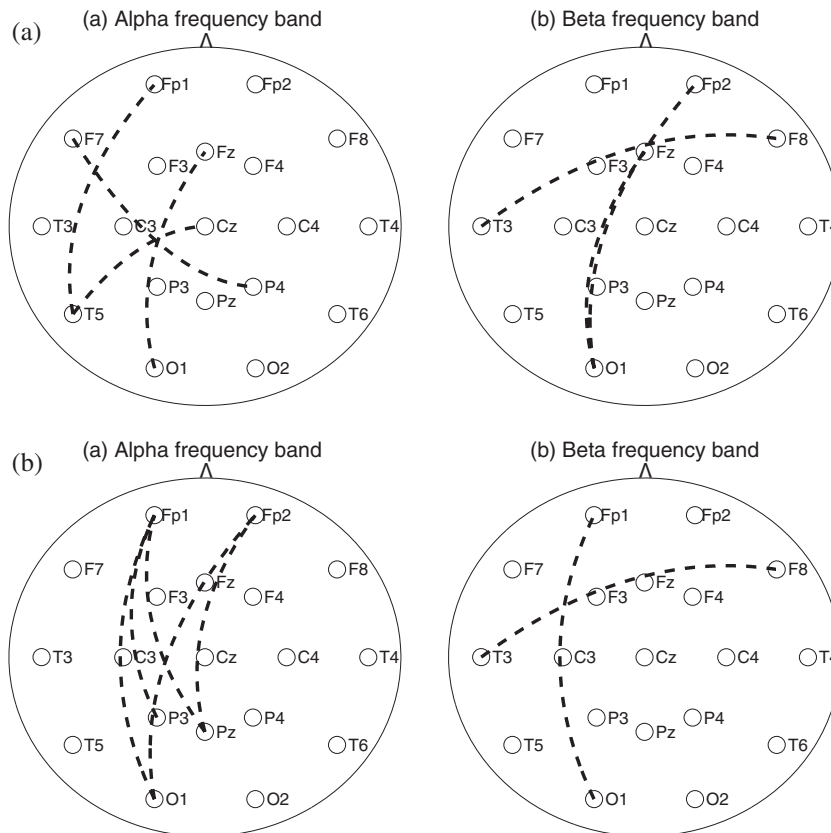 (a)
(a) Alpha frequency band
(b) Beta frequency band
Fp1 Fp2
F7 F8
Fz
F3 F4
T3 C3 Cz C4 T4
P3 P4
Pz
T5 T6
O1 O2
Fp1 Fp2
F7 F8
Fz
F3 F4
T3 C3 Cz C4 T4
P3 P4
Pz
T5 T6
O1 O2
(b)
(a) Alpha frequency band
(b) Beta frequency band
Fp1 Fp2
F7 F8
Fz
F3 F4
T3 C3 Cz C4 T4
P3 P4
Pz
T5 T6
O1 O2
Fp1 Fp2
F7 F8
Fz
F3 F4
T3 C3 Cz C4 T4
P3 P4
Pz
T5 T6
O1 O2